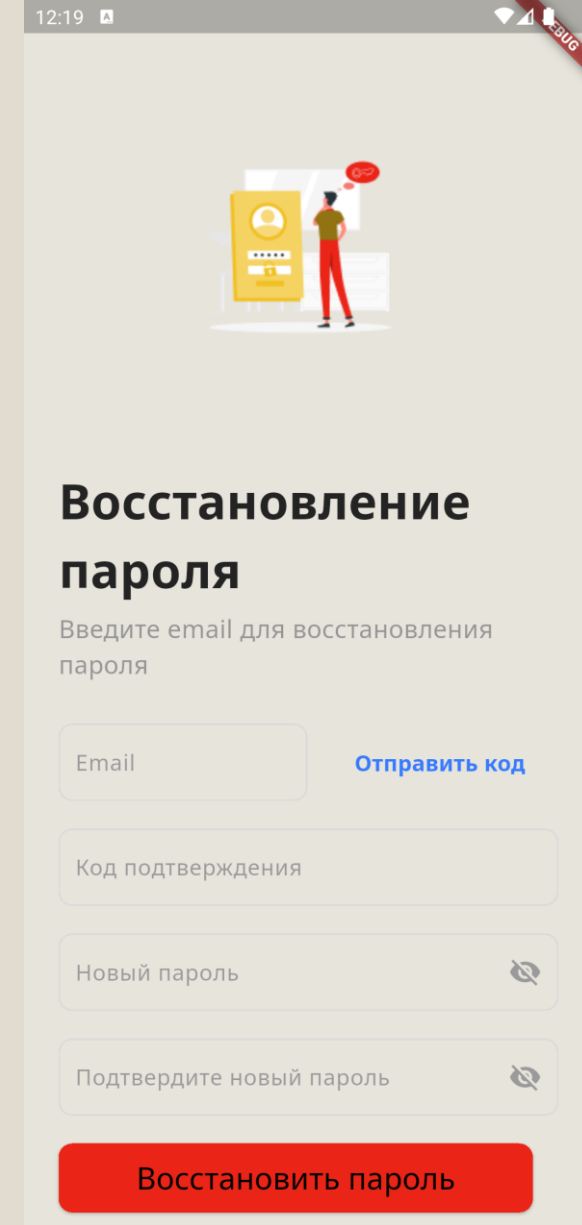 12:19
DEBUG
Восстановление
пароля
Введите email для восстановления
пароля
Email
Отправить код
Код подтверждения
Новый пароль
Подтвердите новый пароль
Восстановить пароль